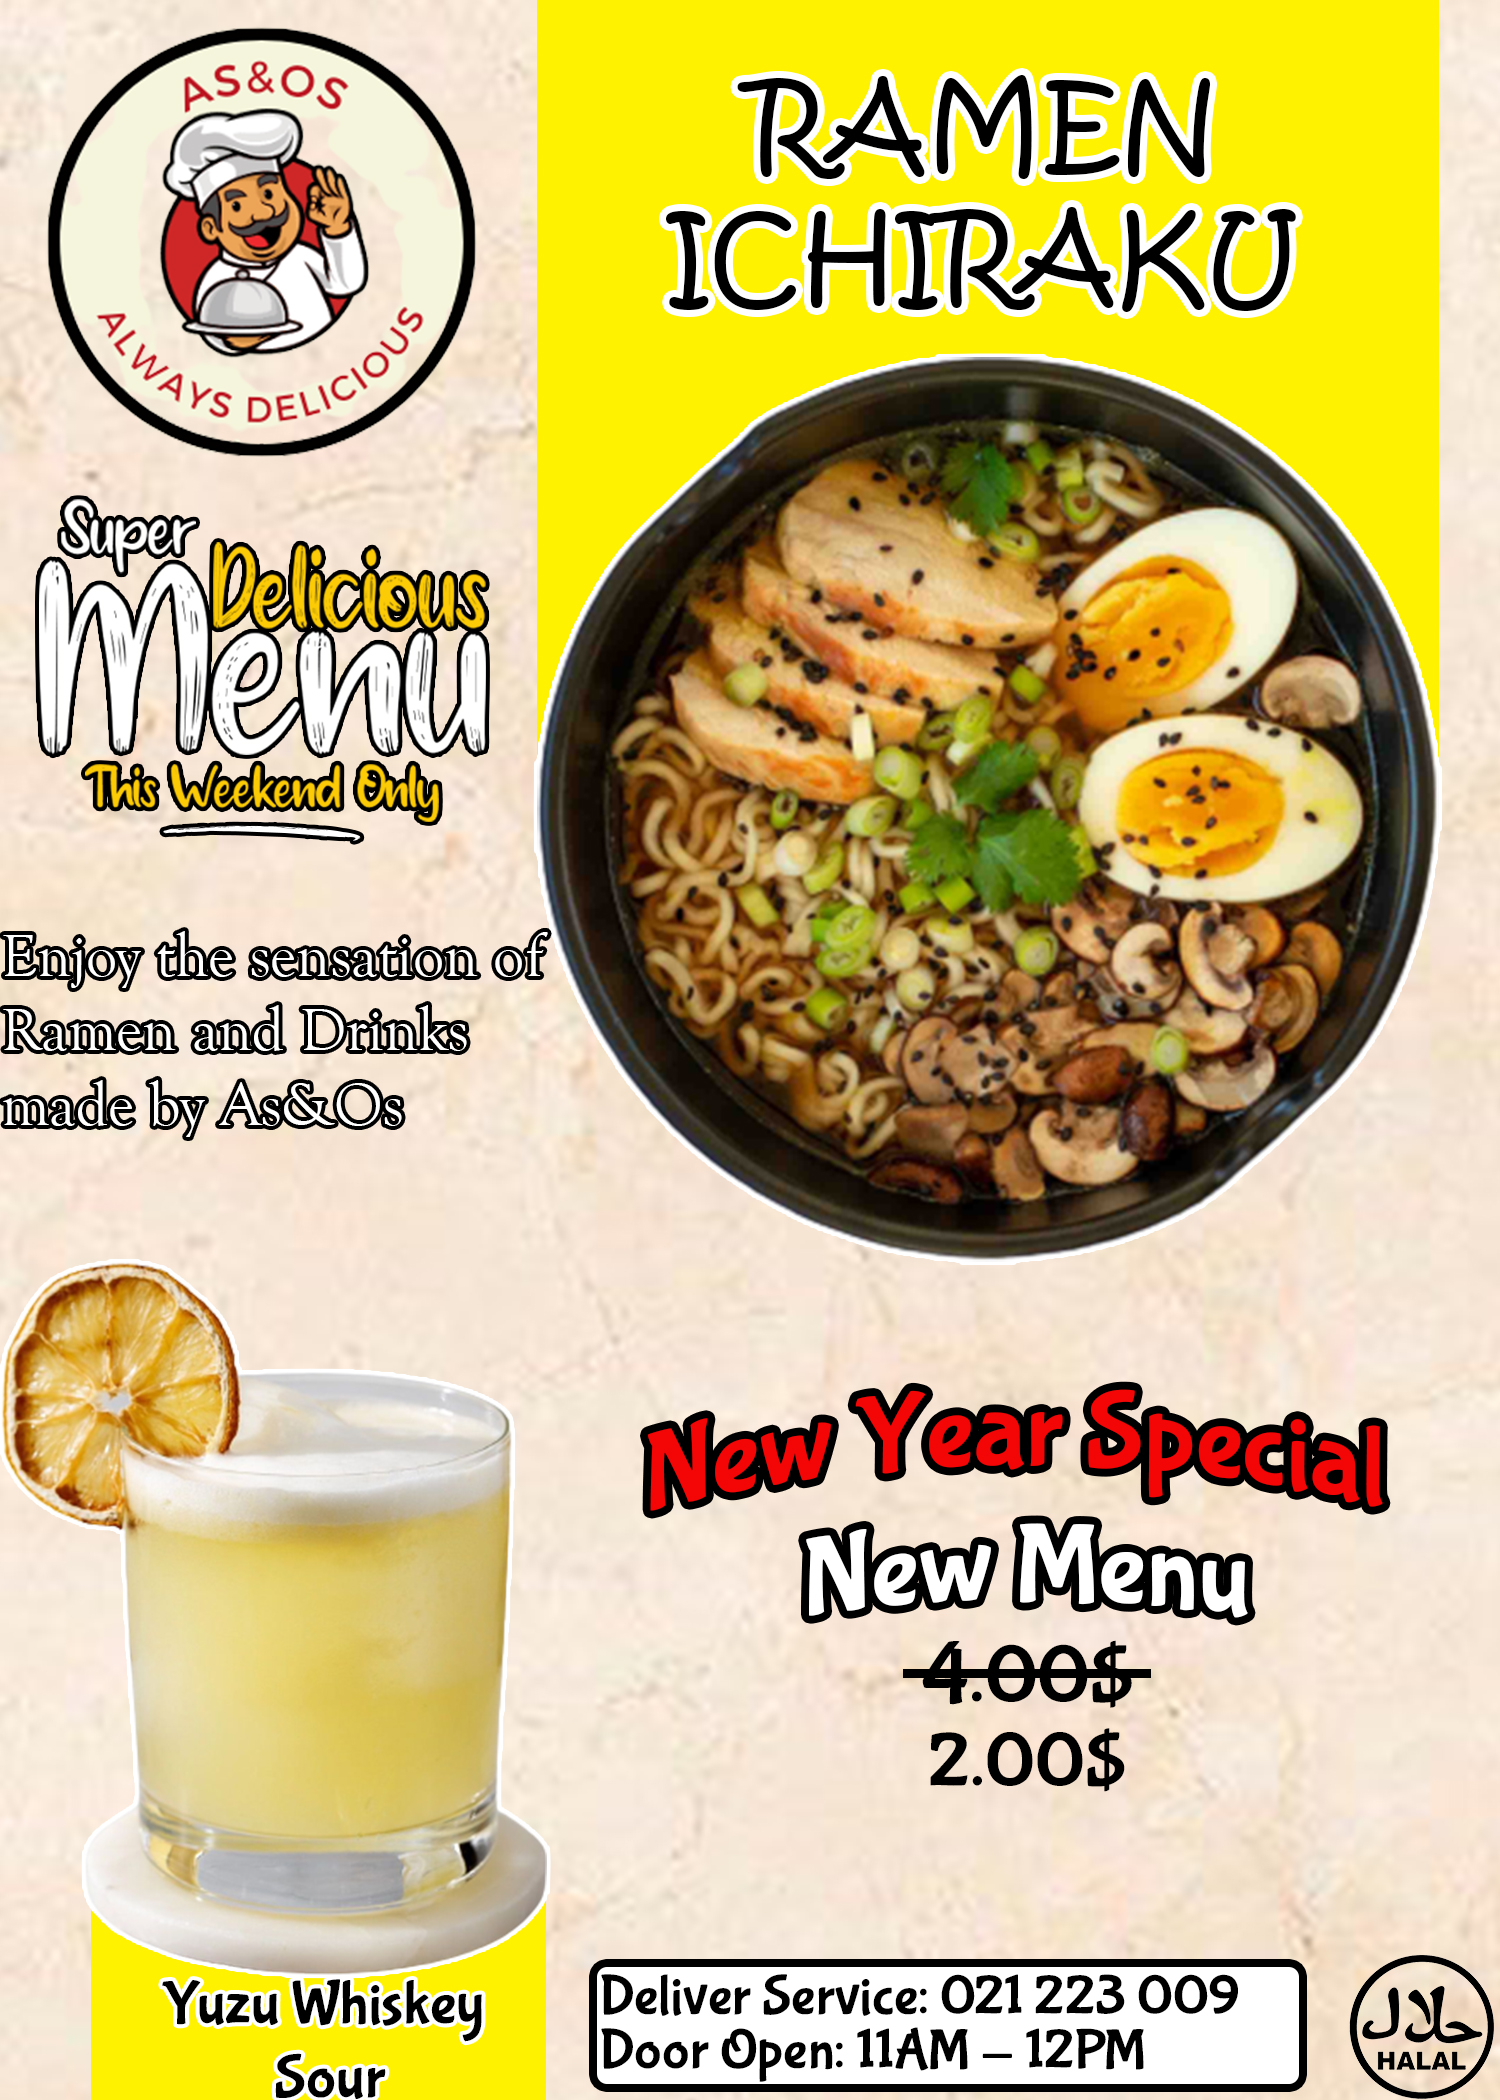 AS&OS
ALWAYS DELICIOUS
RAMEN
ICHIRAKU
Super
Delicious
Menu
This Weekend Only
Enjoy the sensation of
Ramen and Drinks
made by As&Os
New Year Special
New Menu
4.00$
2.00$
Yuzu Whiskey
Sour
Deliver Service: 021 223 009
Door Open: 11AM – 12PM
حلال
HALAL